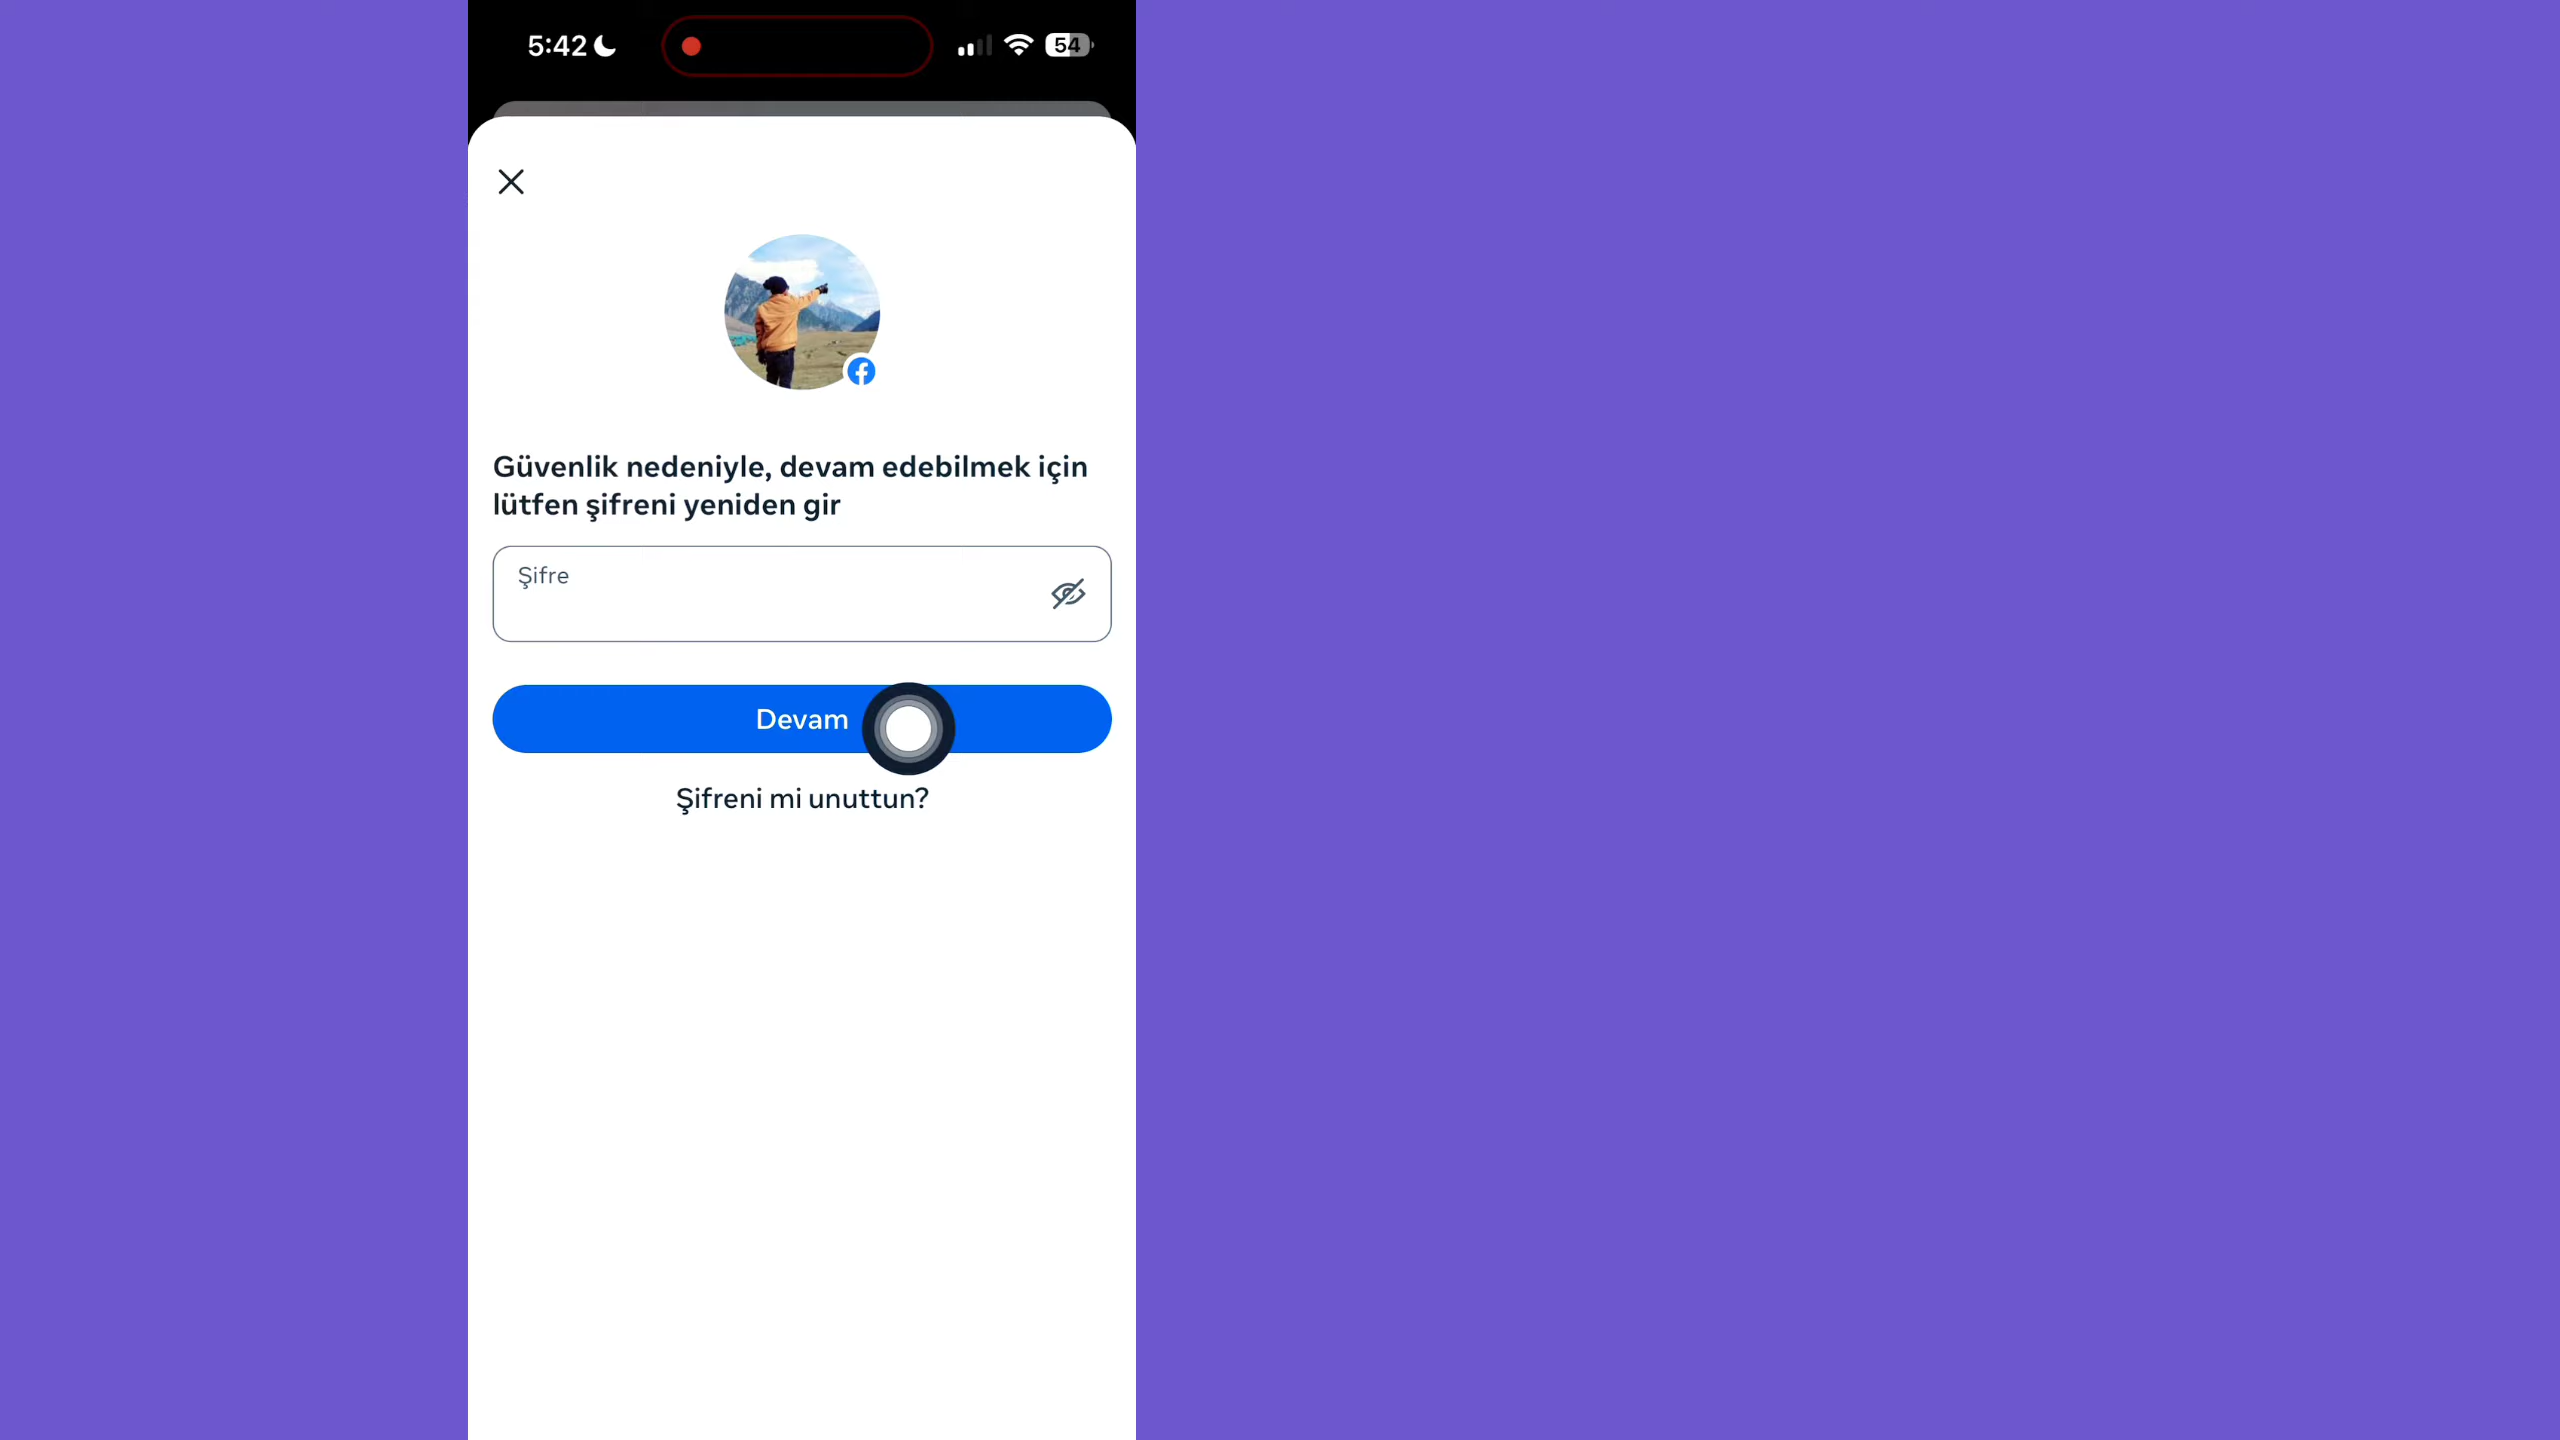 5:42
54
Güvenlik nedeniyle, devam edebilmek için
lütfen şifreni yeniden gir
Şifre
Devam
Şifreni mi unuttun?